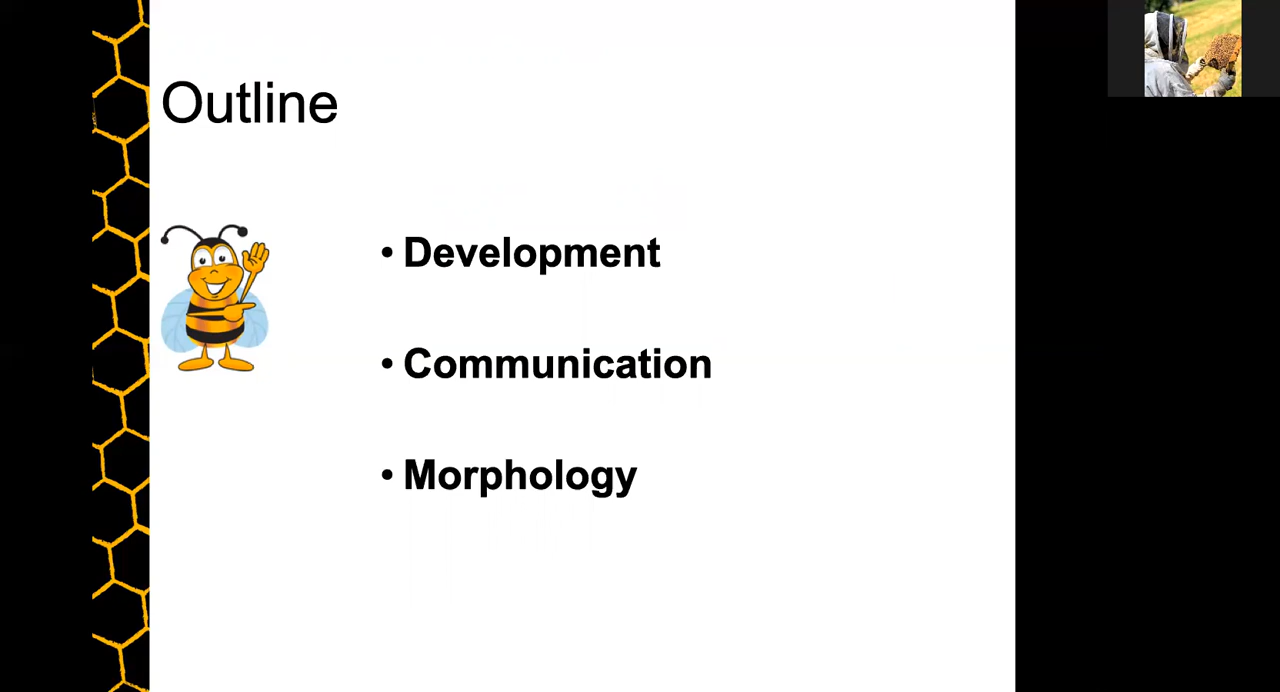 Outline
• Development
• Communication
• Morphology